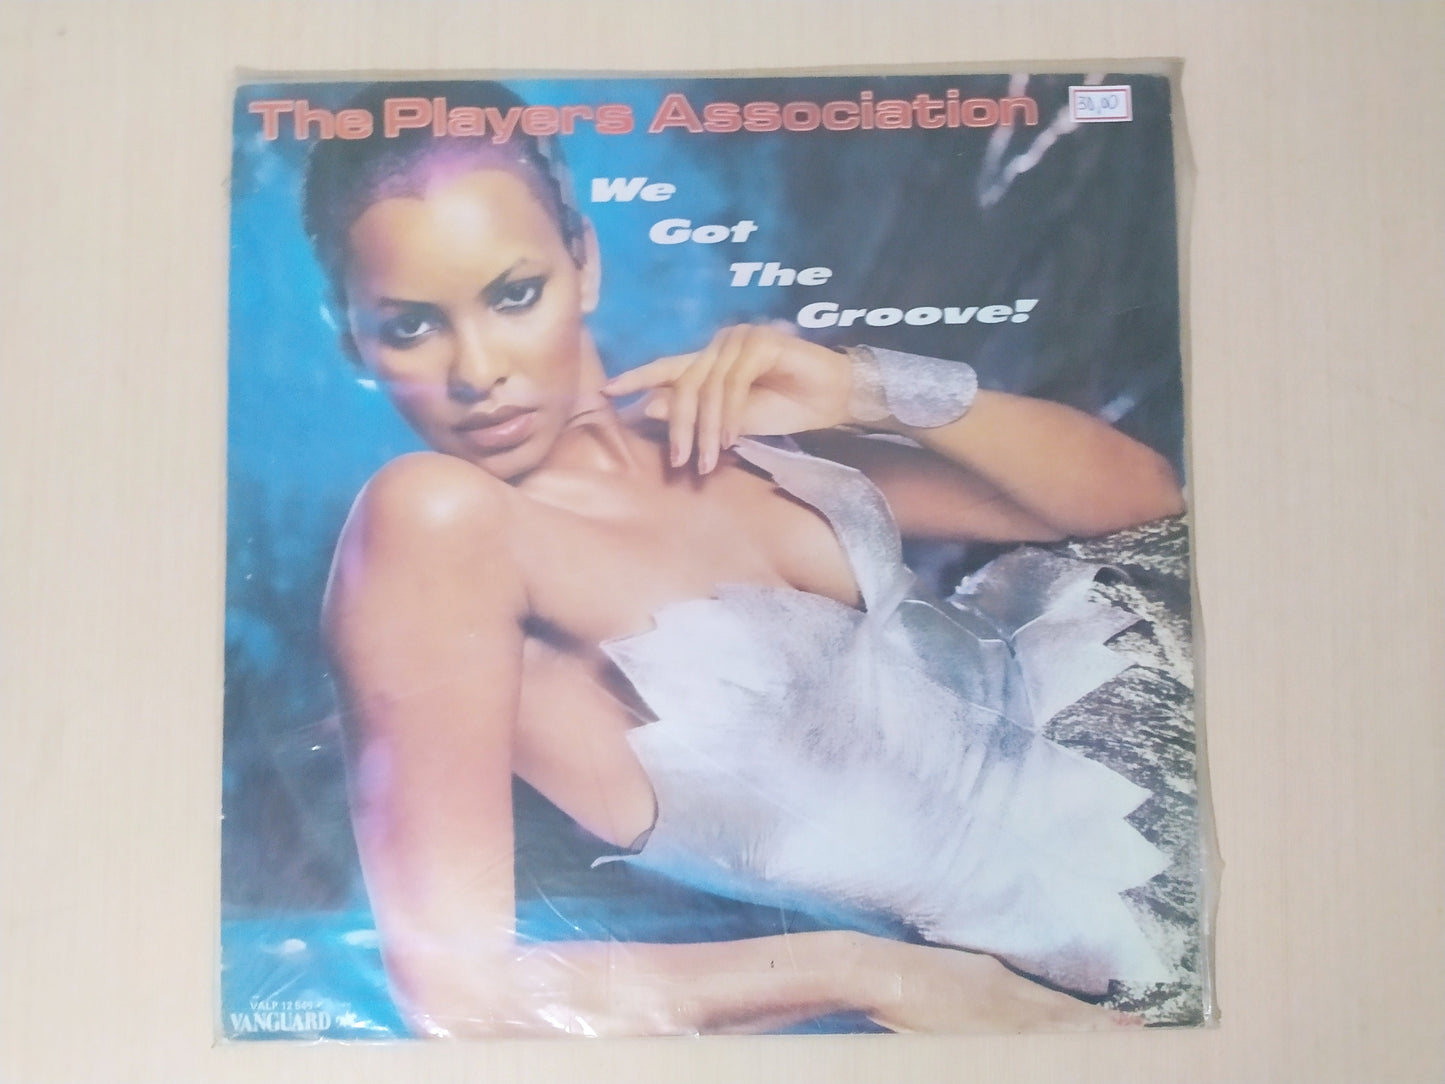 The Players Association
30,00
We
Got
The
Groove!
VANGUARD